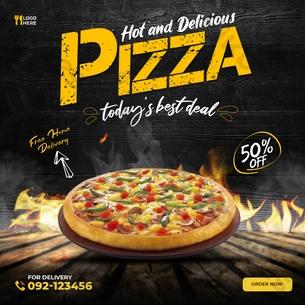 LOGO
HERE
Hot and Delicious
PIZZA
today's best deal
Free Home
Delivery
50%
OFF
FOR DELIVERY
092-123456
ORDER NOW